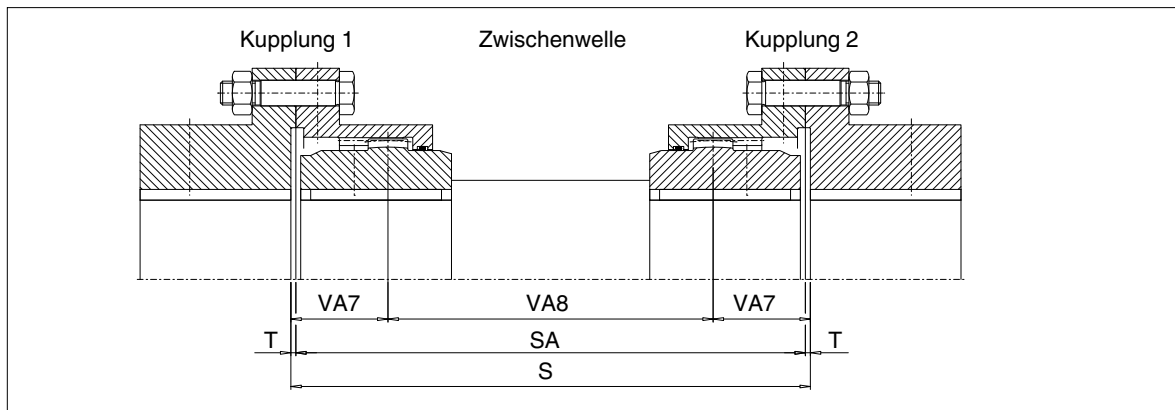 Kupplung 1 Zwischenwelle Kupplung 2
VA7 VA8 VA7
T SA T
S